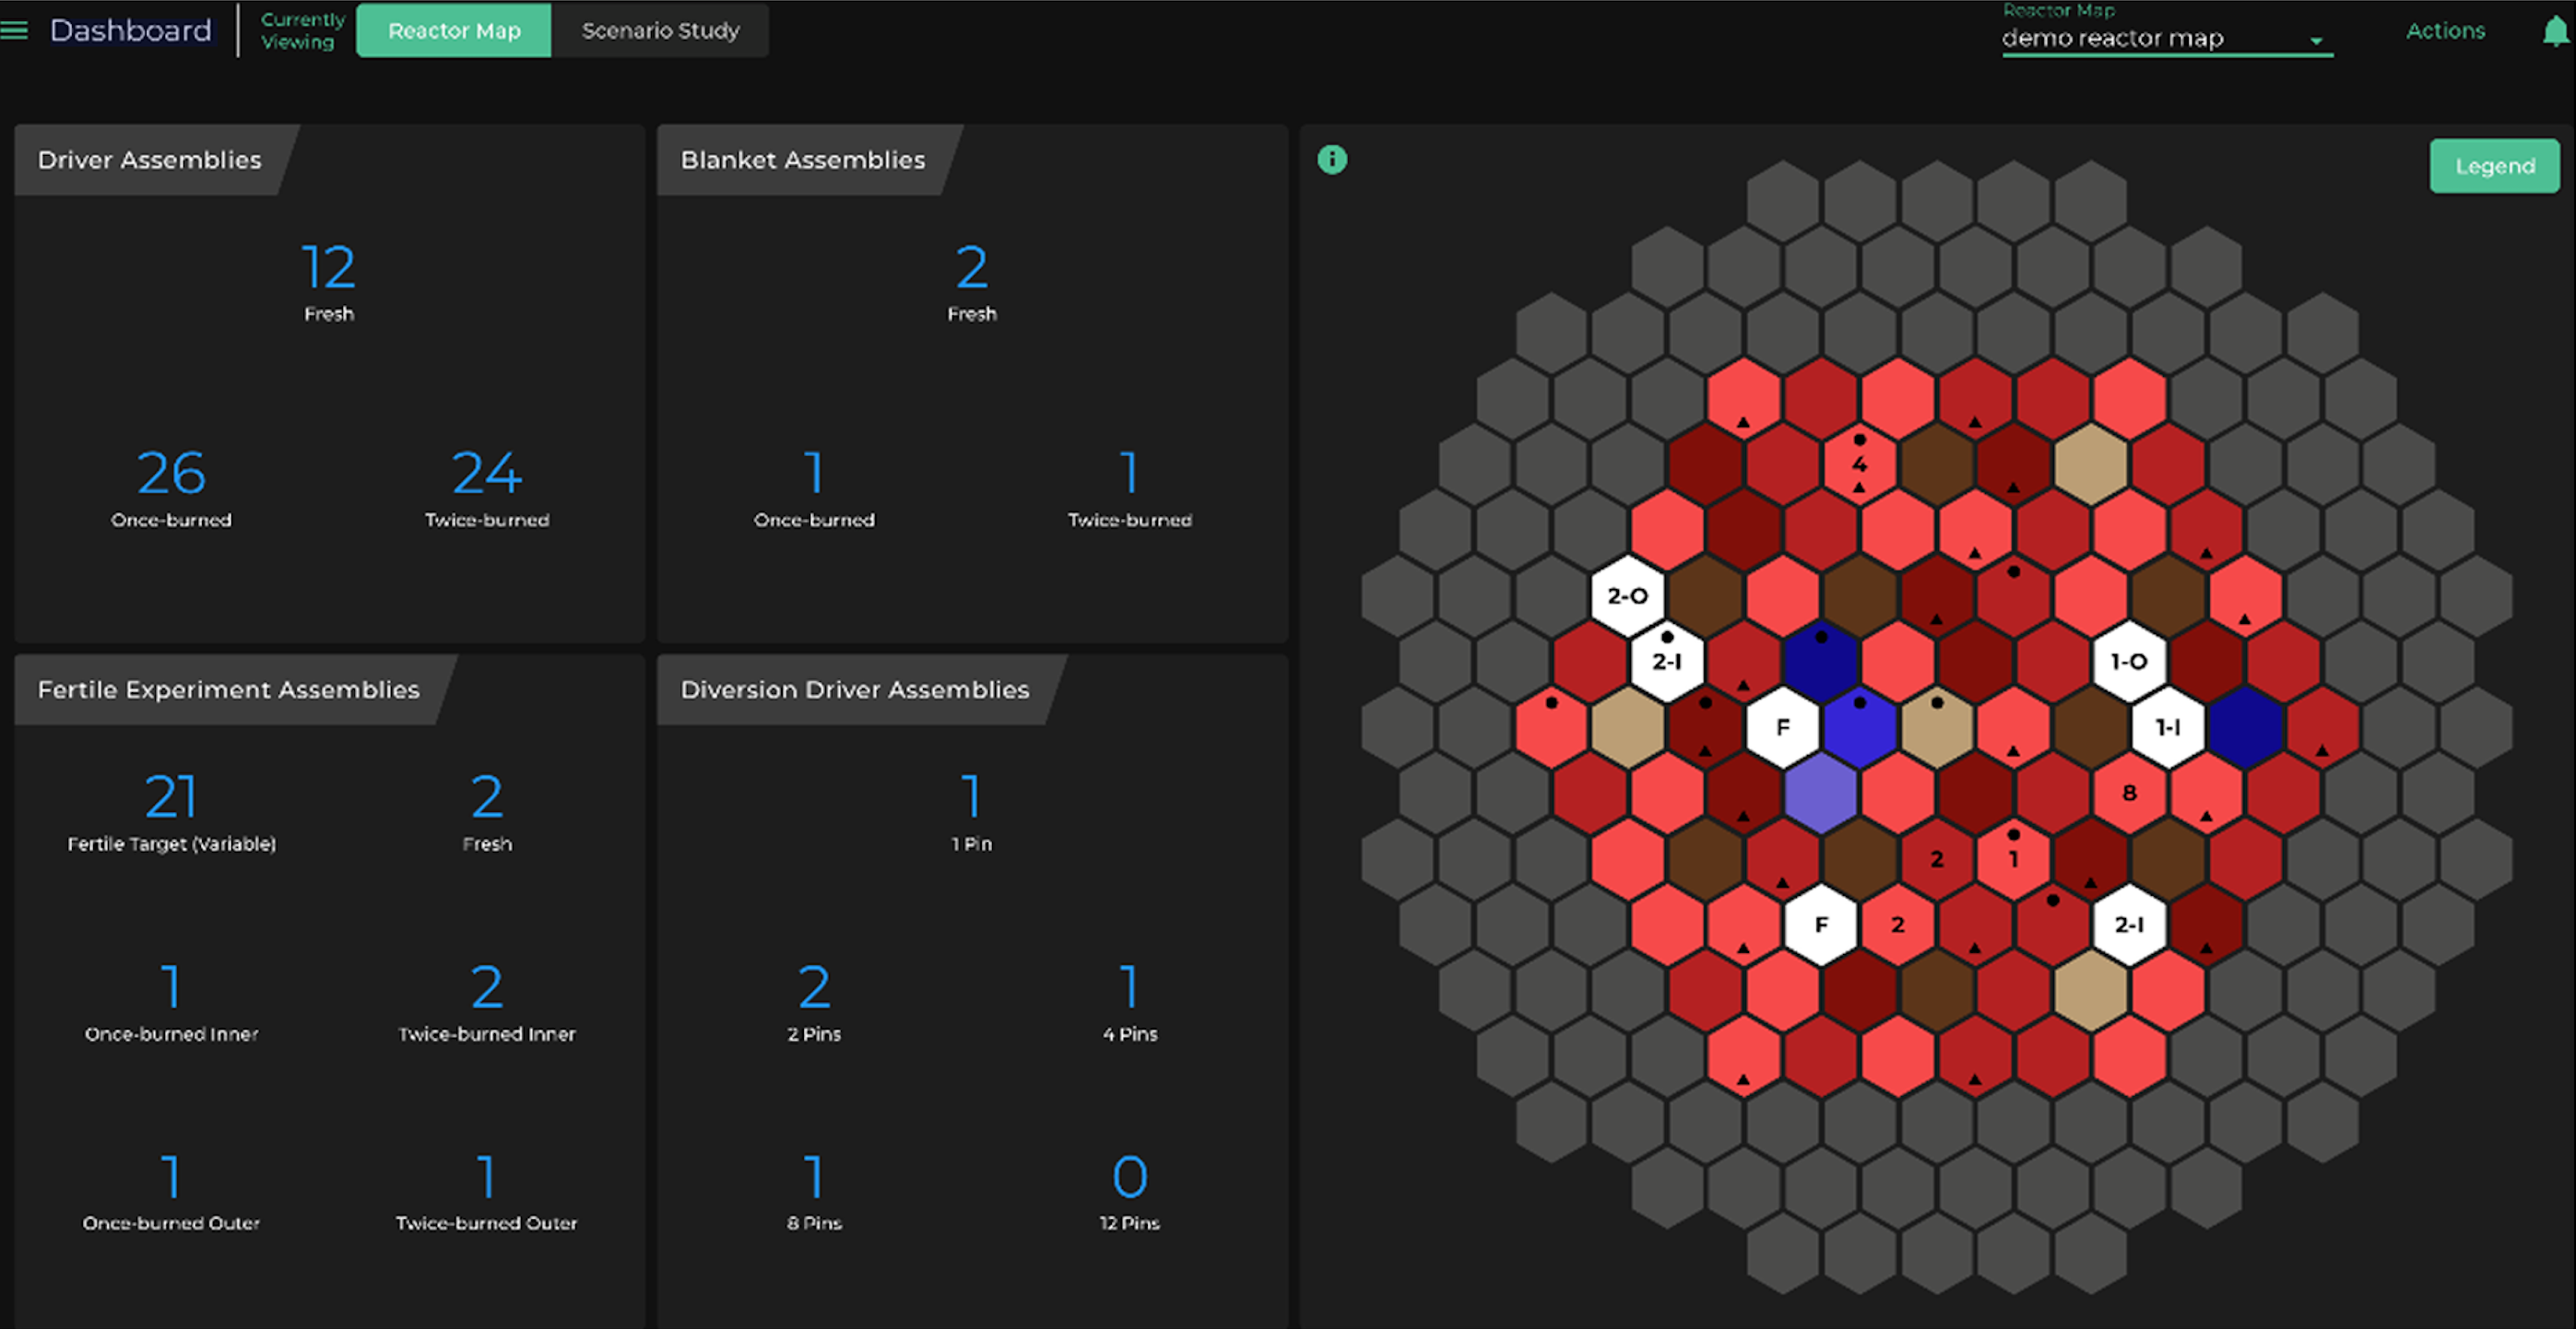 Dashboard
Currently
Viewing
Reactor Map
Scenario Study
Reactor Map
demo reactor map
Actions
Driver Assemblies
12
Fresh
26
Once-burned
24
Twice-burned
Blanket Assemblies
2
Fresh
1
Once-burned
1
Twice-burned
Fertile Experiment Assemblies
21
Fertile Target (Variable)
2
Fresh
1
Once-burned Inner
2
Twice-burned Inner
1
Once-burned Outer
1
Twice-burned Outer
Diversion Driver Assemblies
1
1 Pin
2
2 Pins
1
4 Pins
1
8 Pins
0
12 Pins
i
Legend
4
2-O
2-I
1-O
F
1-I
8
2
1
F
2
2-I